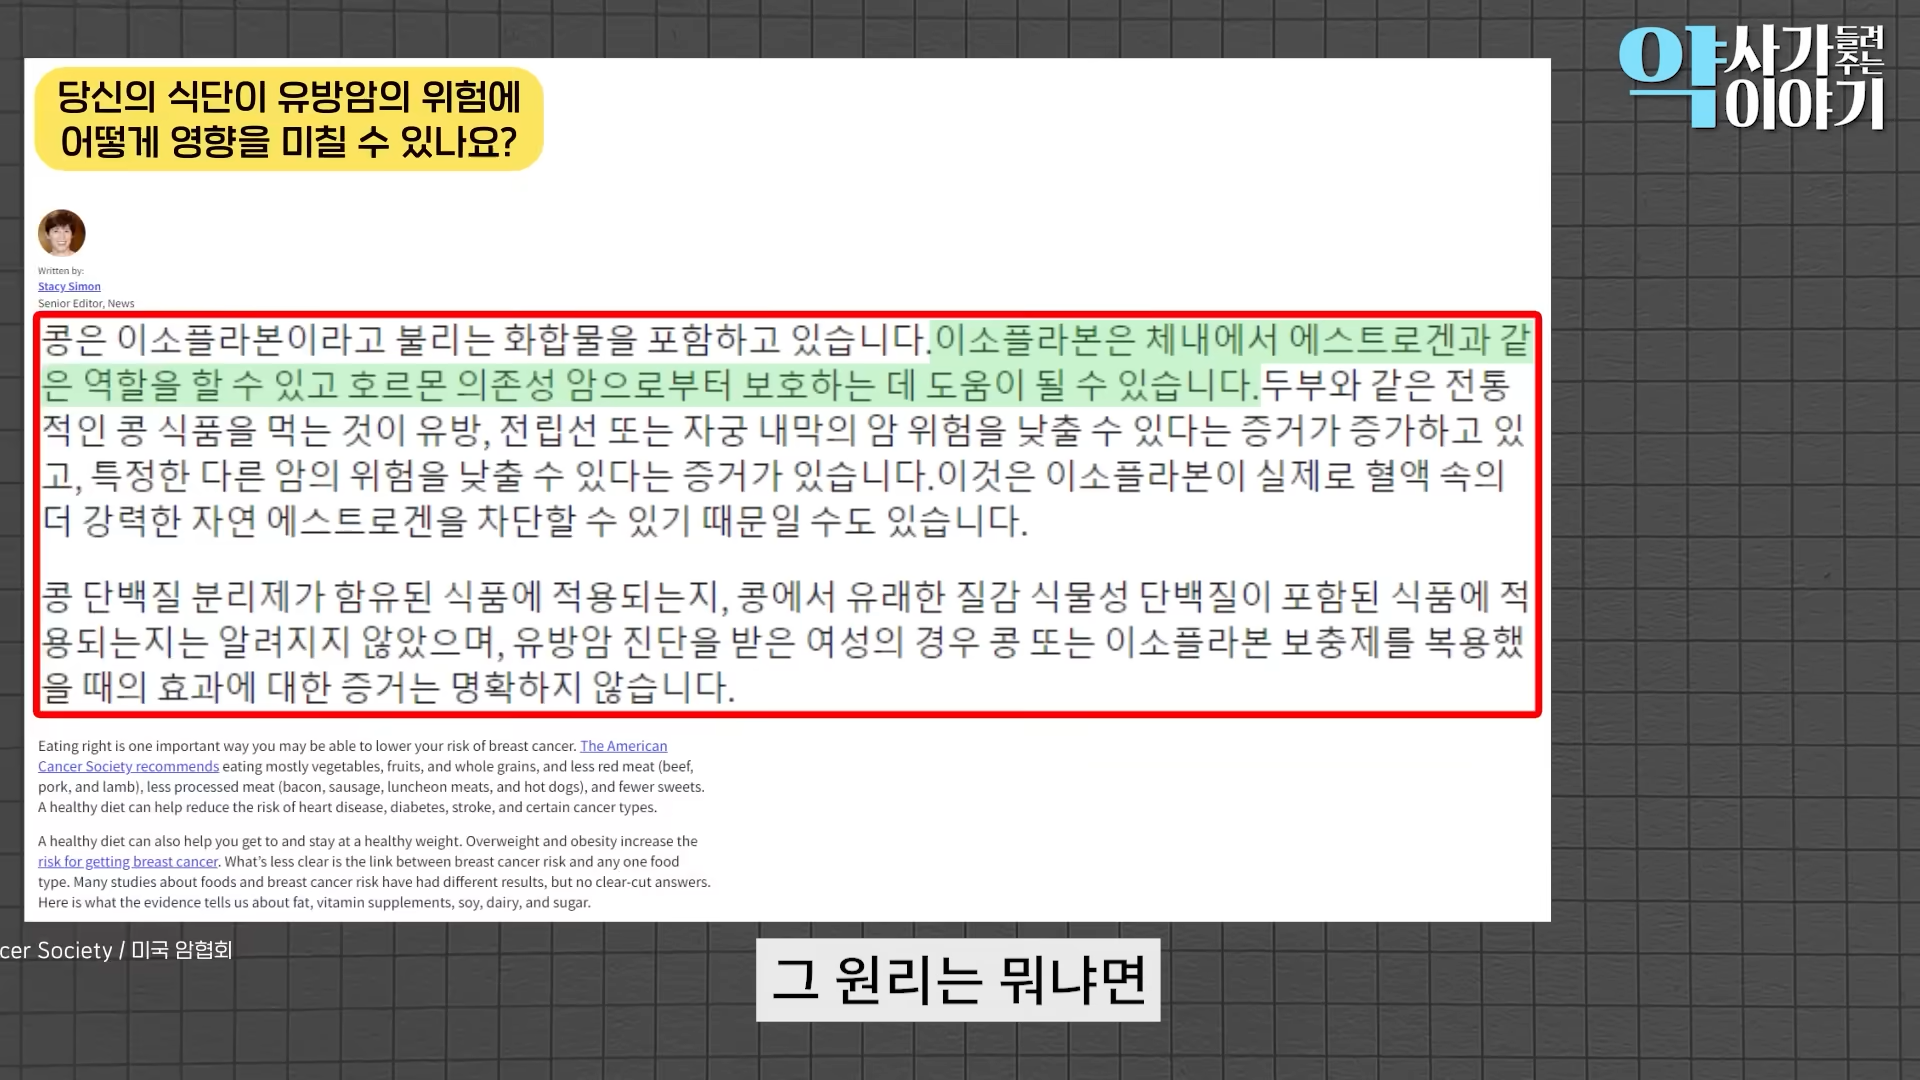 약사가 들려주는 이야기
당신의 식단이 유방암의 위험에
어떻게 영향을 미칠 수 있나요?
Written by:
Stacy Simon
Senior Editor, News
콩은 이소플라본이라고 불리는 화합물을 포함하고 있습니다.이소플라본은 체내에서 에스트로겐과 같
은 역할을 할 수 있고 호르몬 의존성 암으로부터 보호하는 데 도움이 될 수 있습니다.두부와 같은 전통
적인 콩 식품을 먹는 것이 유방, 전립선 또는 자궁 내막의 암 위험을 낮출 수 있다는 증거가 증가하고 있
고, 특정한 다른 암의 위험을 낮출 수 있다는 증거가 있습니다.이것은 이소플라본이 실제로 혈액 속의
더 강력한 자연 에스트로겐을 차단할 수 있기 때문일 수도 있습니다.
콩 단백질 분리제가 함유된 식품에 적용되는지, 콩에서 유래한 질감 식물성 단백질이 포함된 식품에 적
용되는지는 알려지지 않았으며, 유방암 진단을 받은 여성의 경우 콩 또는 이소플라본 보충제를 복용했
을 때의 효과에 대한 증거는 명확하지 않습니다.
Eating right is one important way you may be able to lower your risk of breast cancer. The American
Cancer Society recommends eating mostly vegetables, fruits, and whole grains, and less red meat (beef,
pork, and lamb), less processed meat (bacon, sausage, luncheon meats, and hot dogs), and fewer sweets.
A healthy diet can help reduce the risk of heart disease, diabetes, stroke, and certain cancer types.
A healthy diet can also help you get to and stay at a healthy weight. Overweight and obesity increase the
risk for getting breast cancer. What's less clear is the link between breast cancer risk and any one food
type. Many studies about foods and breast cancer risk have had different results, but no clear-cut answers.
Here is what the evidence tells us about fat, vitamin supplements, soy, dairy, and sugar.
cer Society / 미국 암협회
그 원리는 뭐냐면